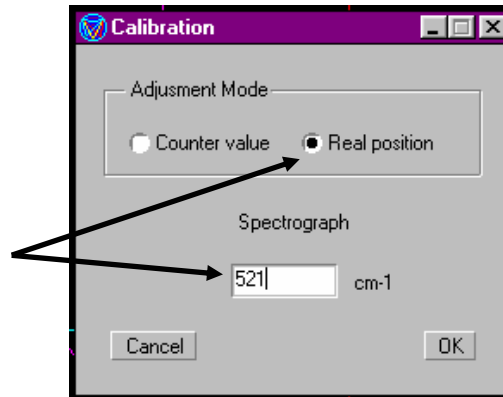 Calibration
Adjusment Mode
Counter value Real position
Spectrograph
521 cm-1
Cancel OK